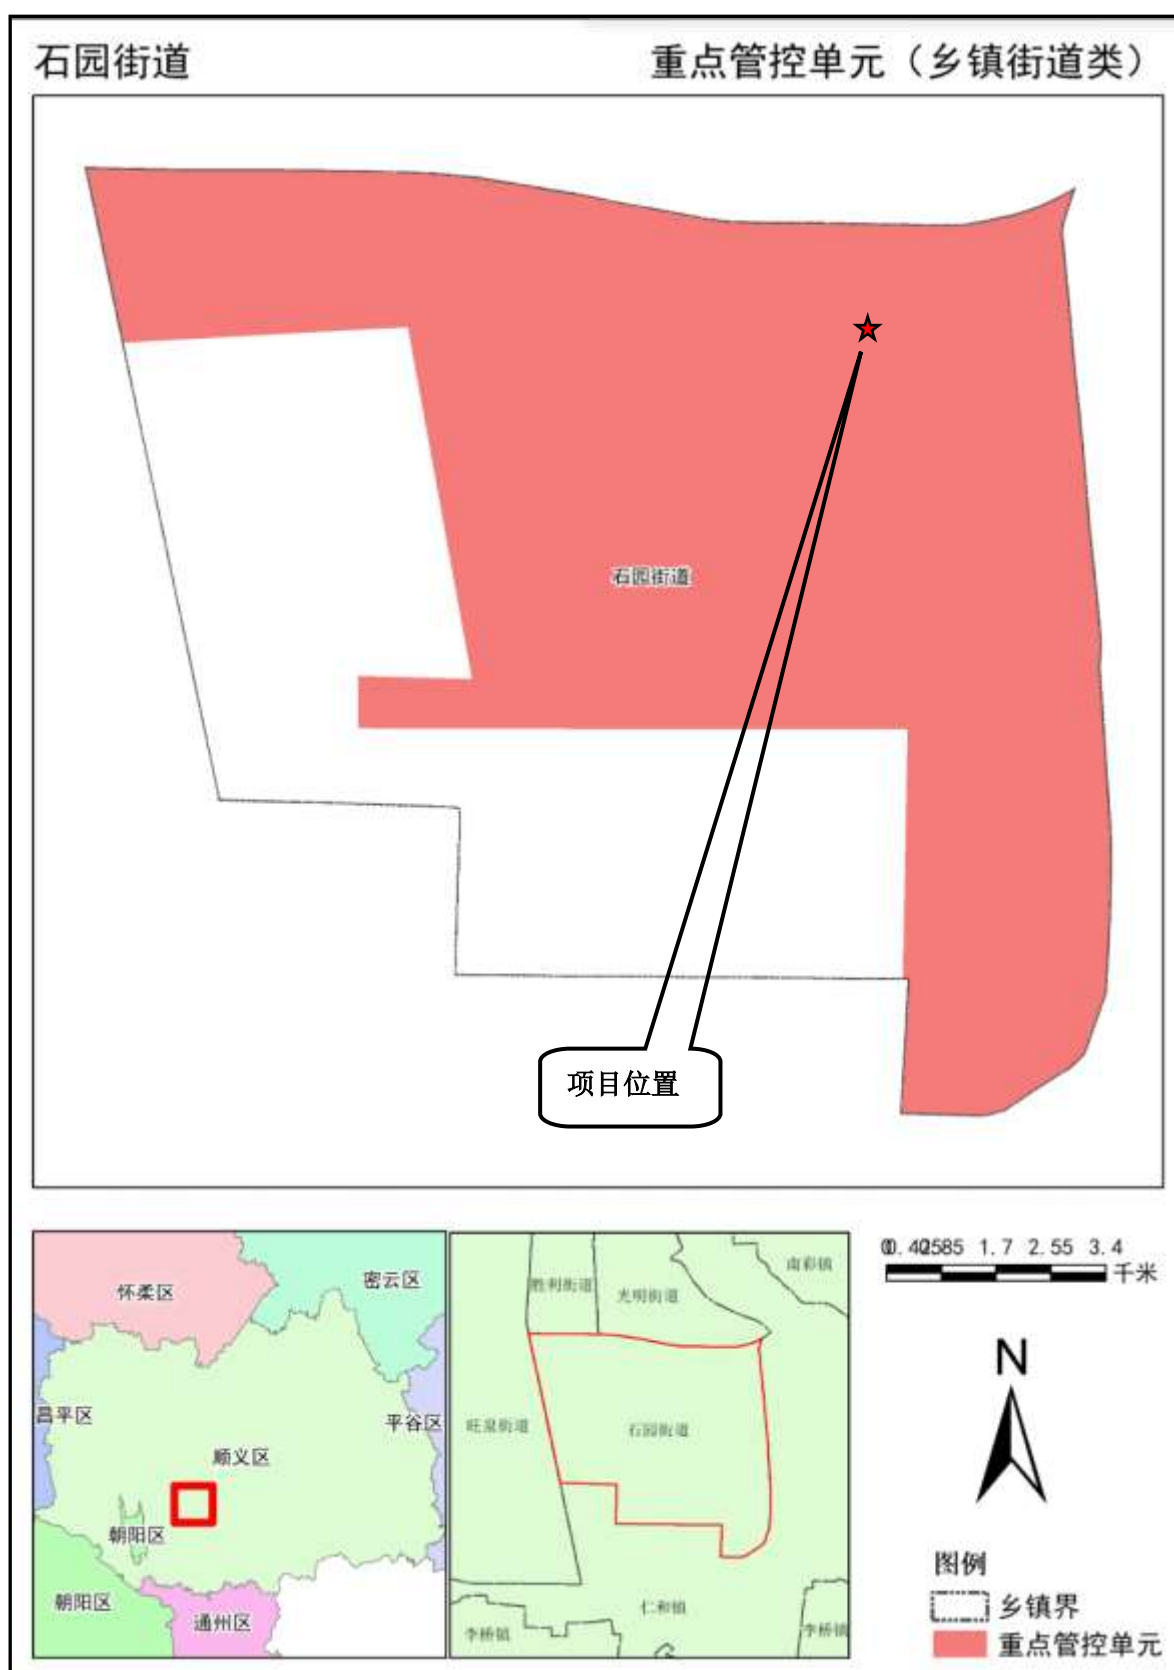 石园街道
重点管控单元（乡镇街道类）
石园街道
项目位置
怀柔区
密云区
昌平区
平谷区
顺义区
朝阳区
朝阳区
通州区
胜利街道
光明街道
南彩镇
旺泉街道
石园街道
仁和镇
李桥镇
李桥镇
1.7 2.55 3.4
千米
N
图例
乡镇界
重点管控单元